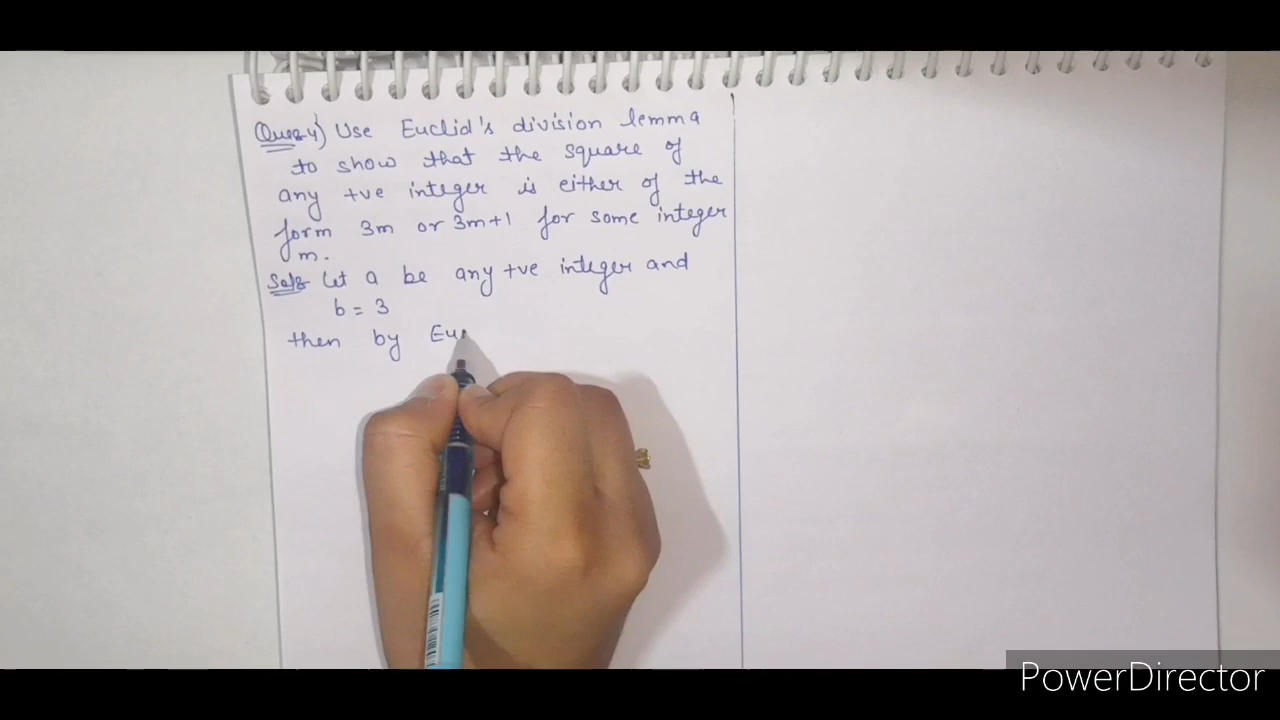 Ques 4) Use Euclid's division lemma
to show that the square of
any +ve integer is either of the
form 3m or 3m+1 for some integer
m.
Sol: Let a be any +ve integer and
b = 3
then by Eu
PowerDirector